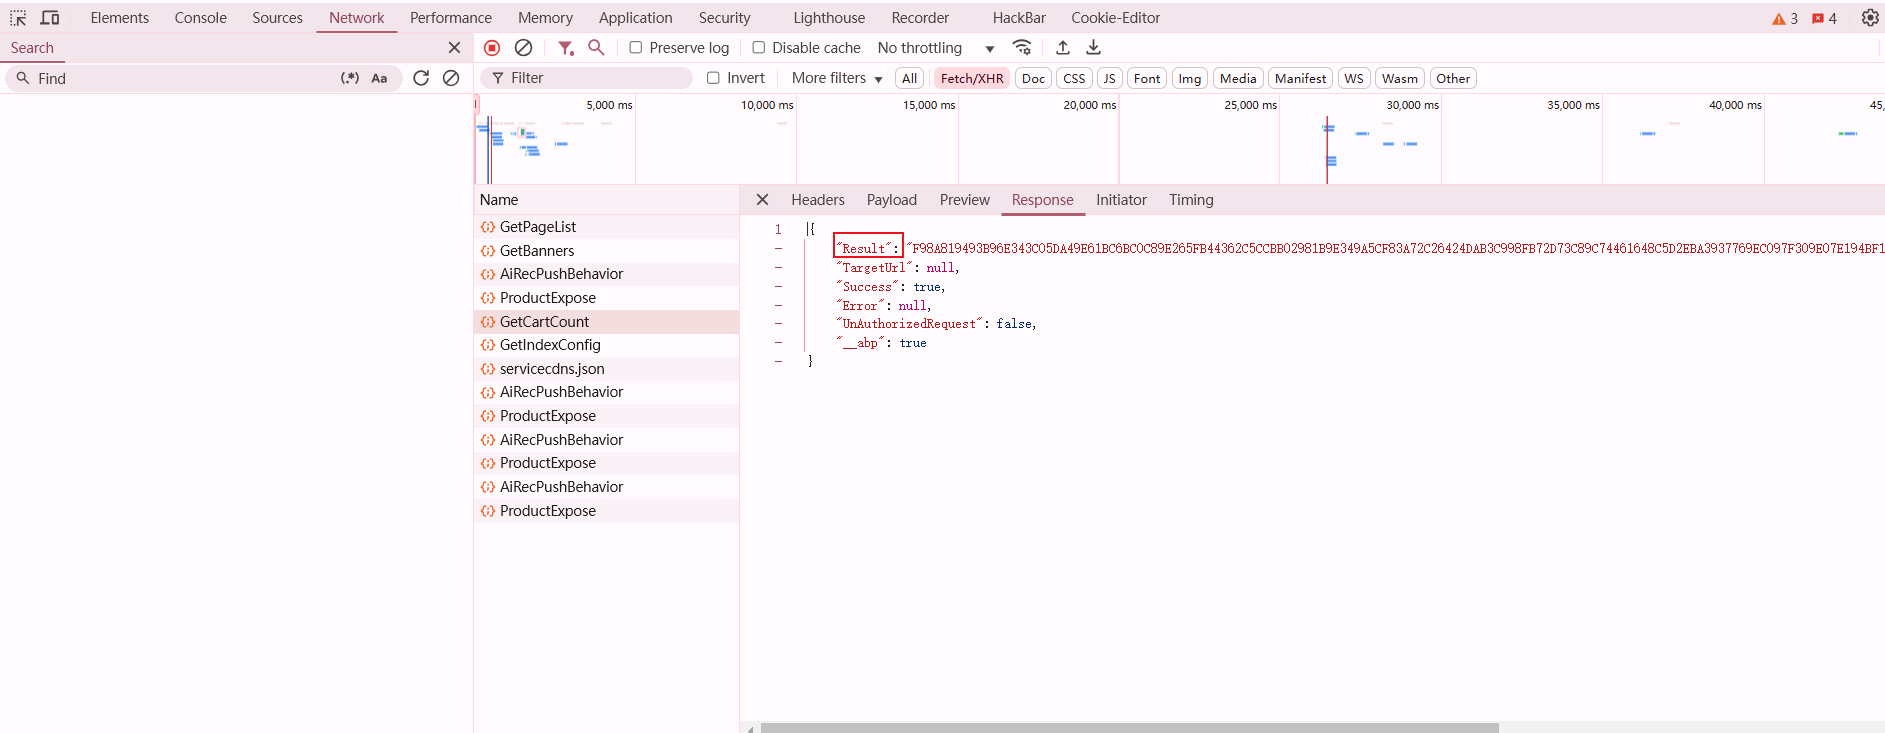 Elements Console Sources Network Performance Memory Application Security Lighthouse Recorder HackBar Cookie-Editor 3 4
Search
Preserve log Disable cache No throttling
Find (.*) Aa
Filter Invert More filters All Fetch/XHR Doc CSS JS Font Img Media Manifest WS Wasm Other
5,000 ms 10,000 ms 15,000 ms 20,000 ms 25,000 ms 30,000 ms 35,000 ms 40,000 ms 45,
Name
Headers Payload Preview Response Initiator Timing
GetPageList
GetBanners
AiRecPushBehavior
ProductExpose
GetCartCount
GetIndexConfig
servicecdns.json
AiRecPushBehavior
ProductExpose
AiRecPushBehavior
ProductExpose
AiRecPushBehavior
ProductExpose
1 {
"Result": "F98A819493B96E343C05DA49E61BC6BC0C89E265FB44362C5CCBB02981B9E349A5CF83A72C26424DAB3C998FB72D73C89C74461648C5D2EBA3937769EC097F309E07E194BF1
"TargetUrl": null,
"Success": true,
"Error": null,
"UnAuthorizedRequest": false,
"__abp": true
}